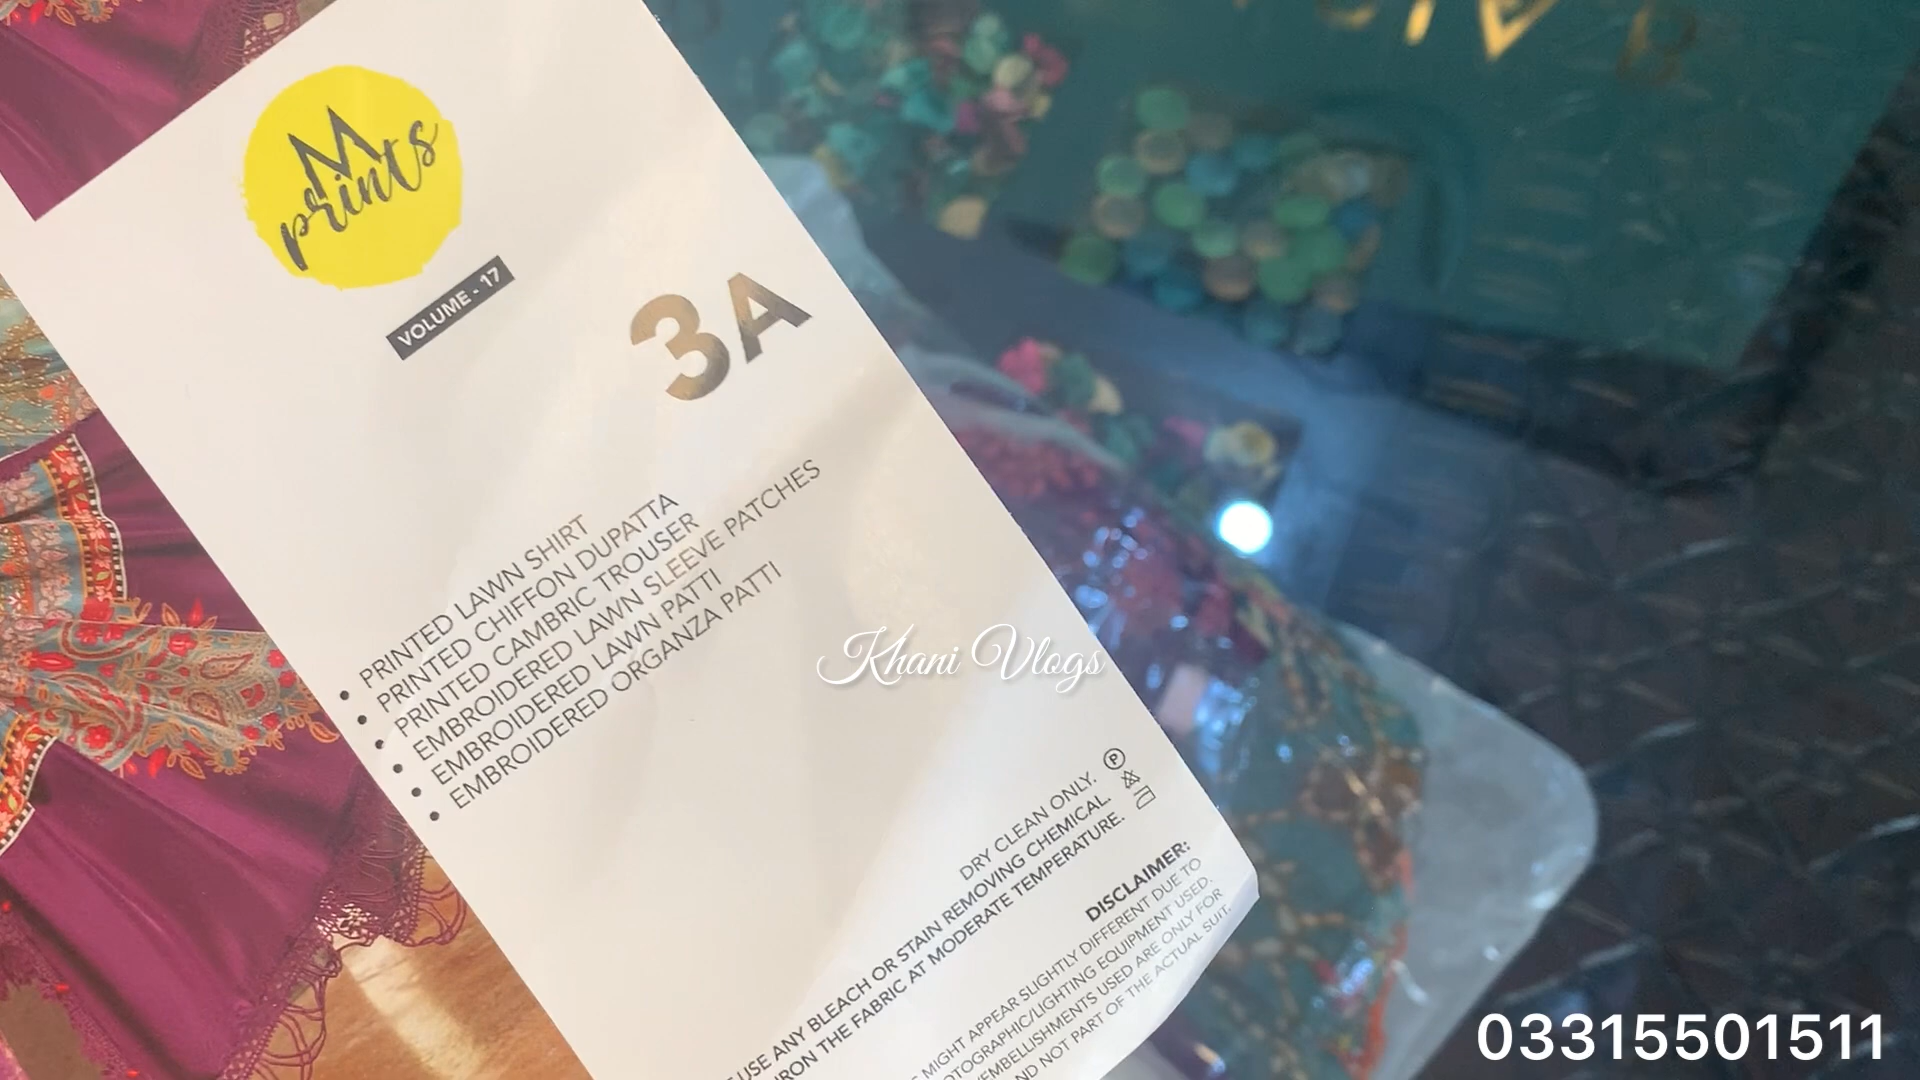 M
prints
VOLUME - 17
3A
• PRINTED LAWN SHIRT
• PRINTED CHIFFON DUPATTA
• PRINTED CAMBRIC TROUSER
• EMBROIDERED LAWN SLEEVE PATCHES
• EMBROIDERED LAWN PATTI
• EMBROIDERED ORGANZA PATTI
Khani Vlogs
DRY CLEAN ONLY. P
USE ANY BLEACH OR STAIN REMOVING CHEMICAL.
IRON THE FABRIC AT MODERATE TEMPERATURE.
DISCLAIMER:
MIGHT APPEAR SLIGHTLY DIFFERENT DUE TO
LIGHTING EQUIPMENT USED.
USED ARE ONLY FOR
AND NOT PART OF THE ACTUAL SUIT.
03315501511